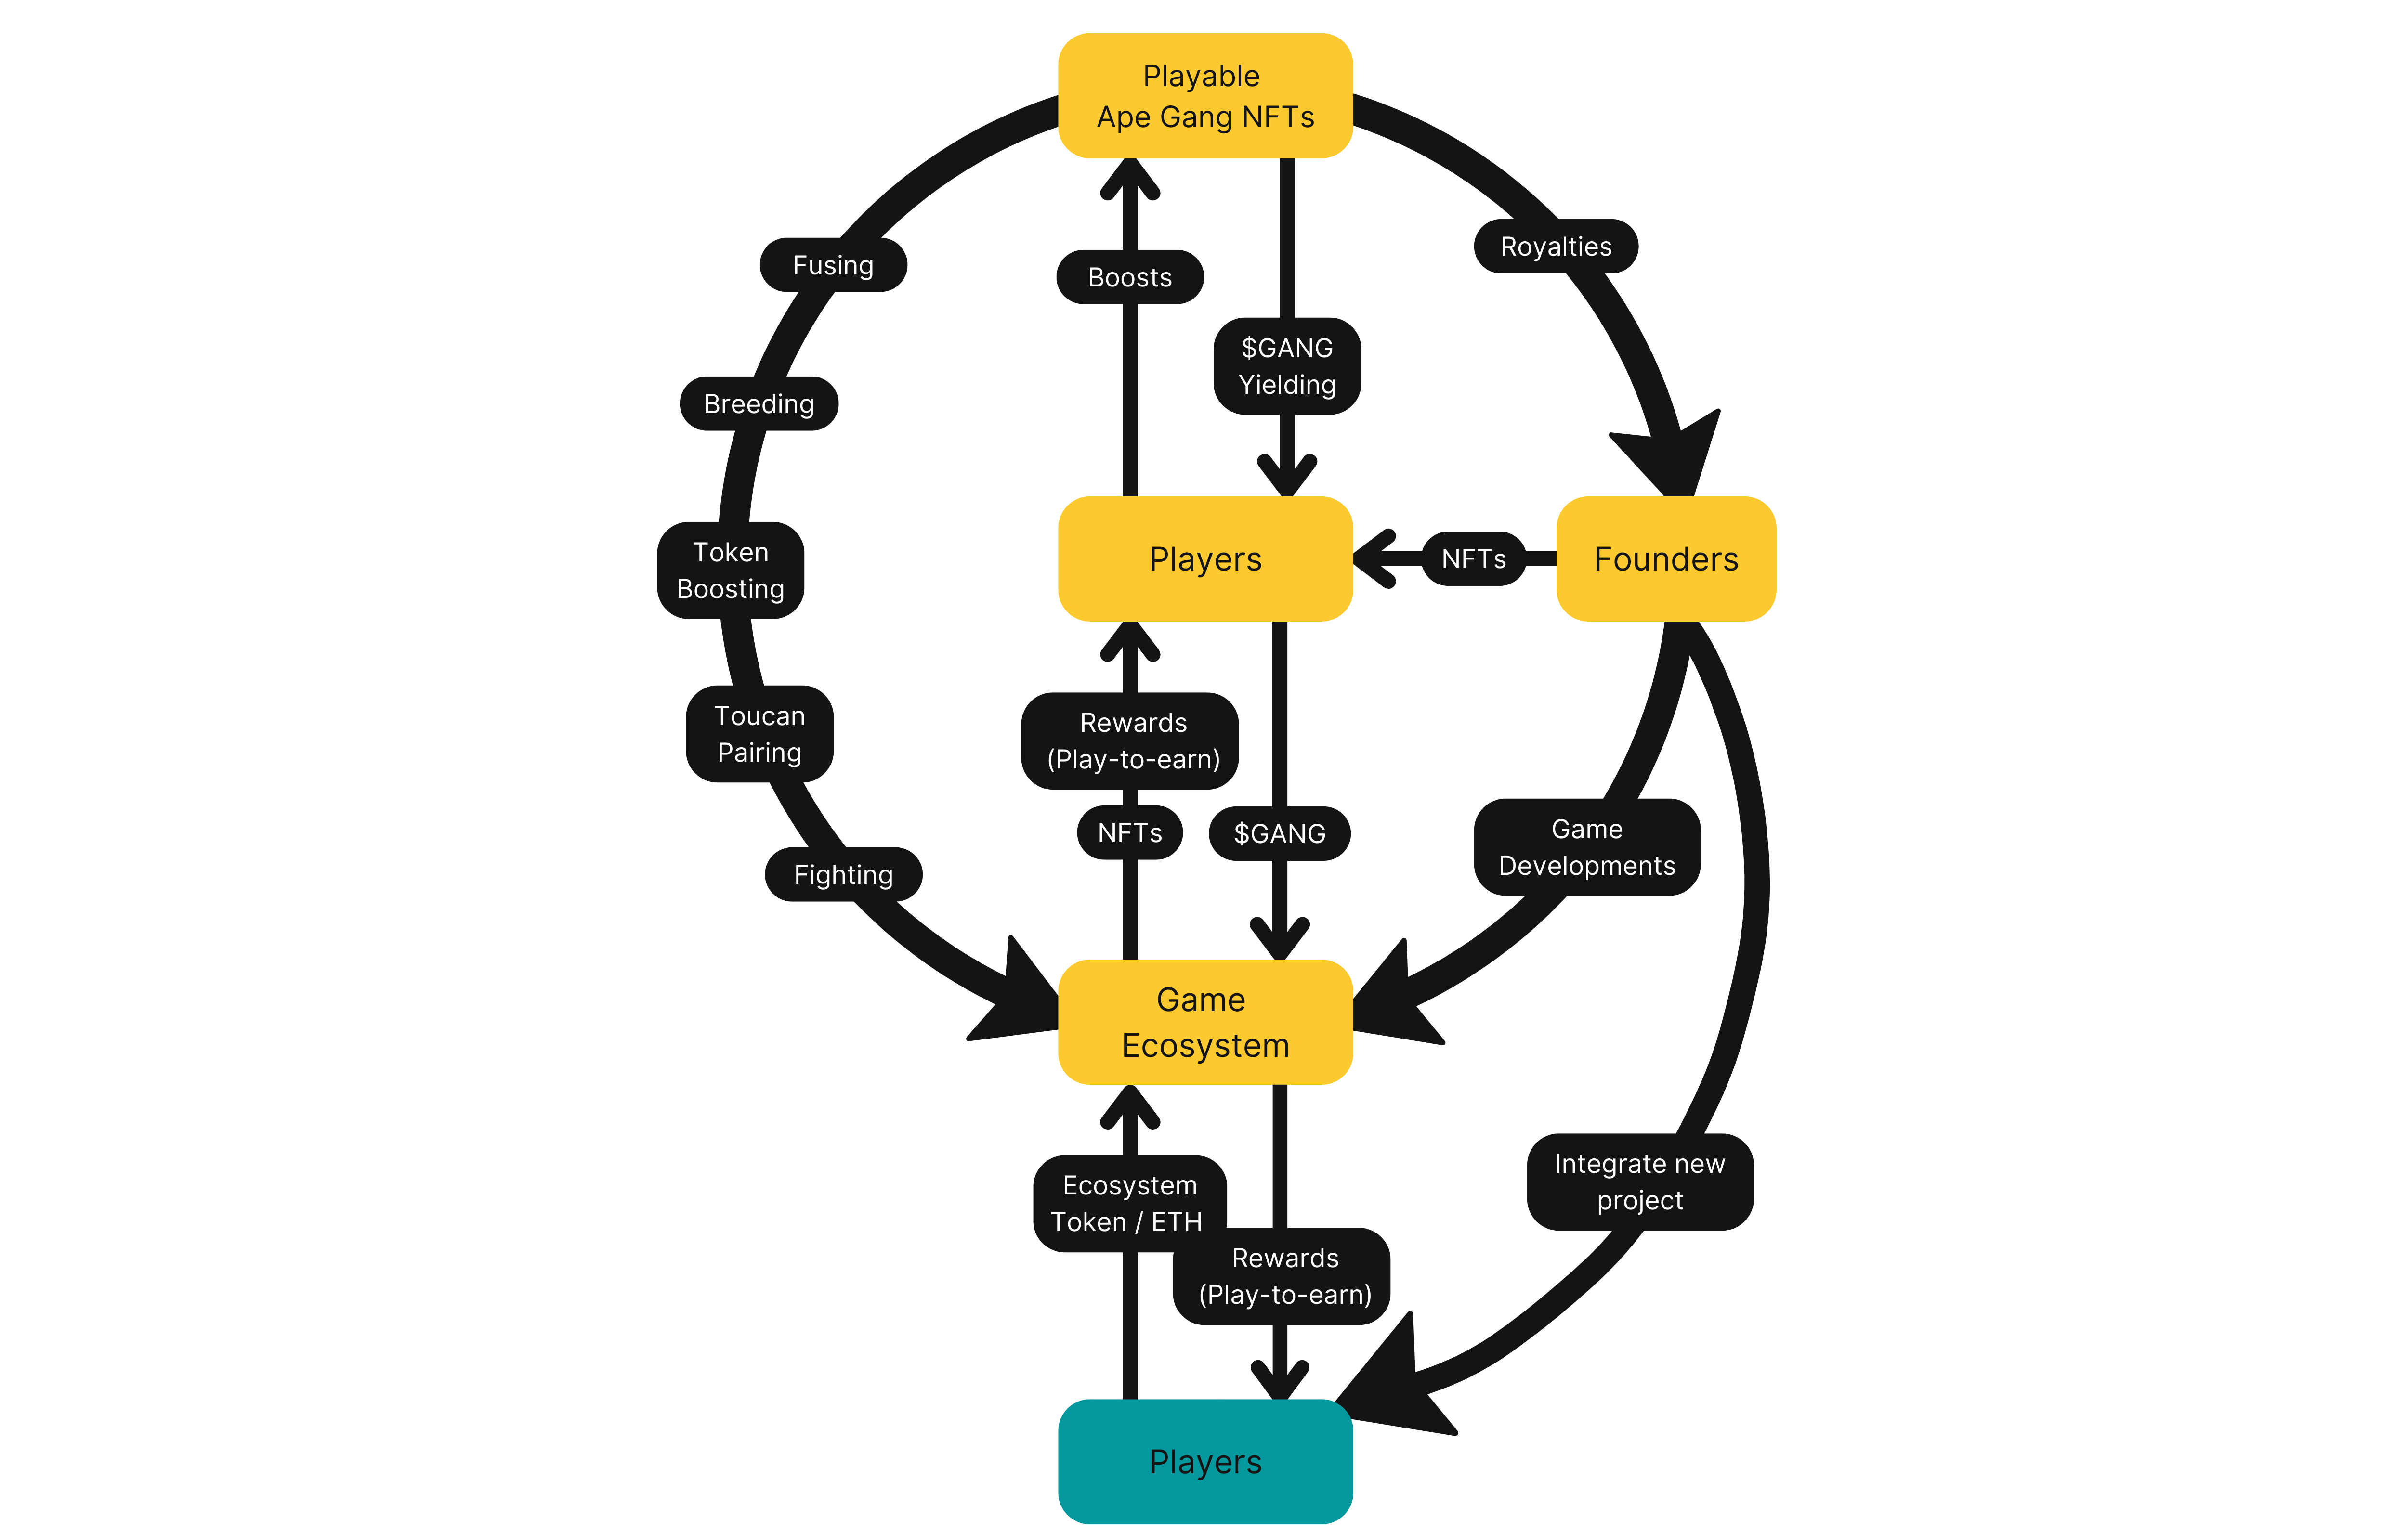 Playable
Ape Gang NFTs
Royalties
Fusing
Boosts
$GANG
Yielding
Breeding
Token
Boosting
Players
NFTs
Founders
Toucan
Pairing
Rewards
(Play-to-earn)
NFTs
$GANG
Game
Developments
Fighting
Game
Ecosystem
Ecosystem
Token / ETH
Integrate new
project
Rewards
(Play-to-earn)
Players